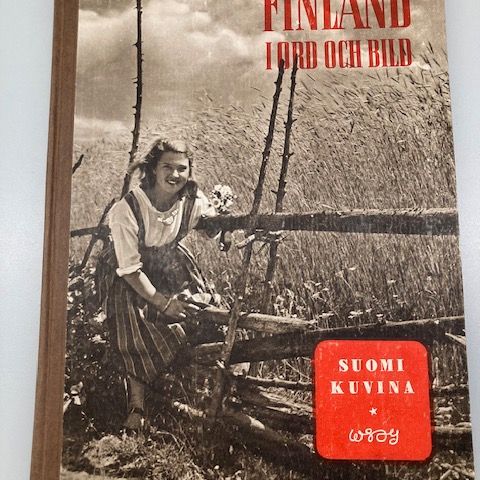 FINLAND
I ORD OCH BILD
SUOMI
KUVINA
WSOY